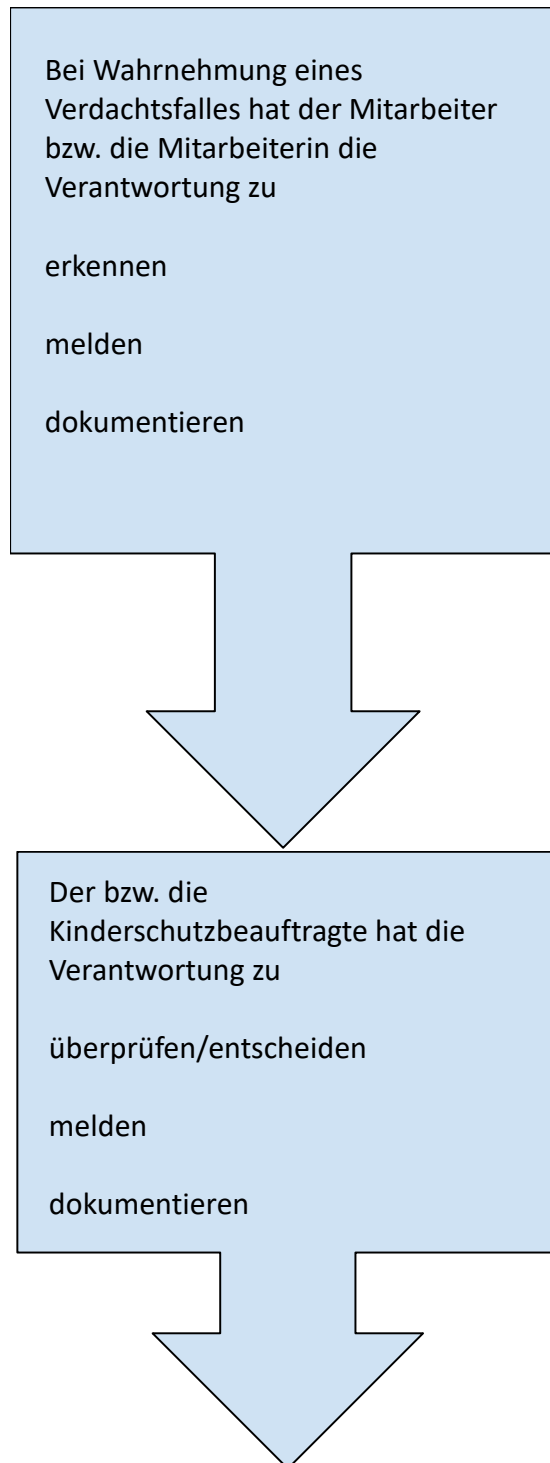 Bei Wahrnehmung eines
Verdachtsfalles hat der Mitarbeiter
bzw. die Mitarbeiterin die
Verantwortung zu
erkennen
melden
dokumentieren
Der bzw. die
Kinderschutzbeauftragte hat die
Verantwortung zu
überprüfen/entscheiden
melden
dokumentieren